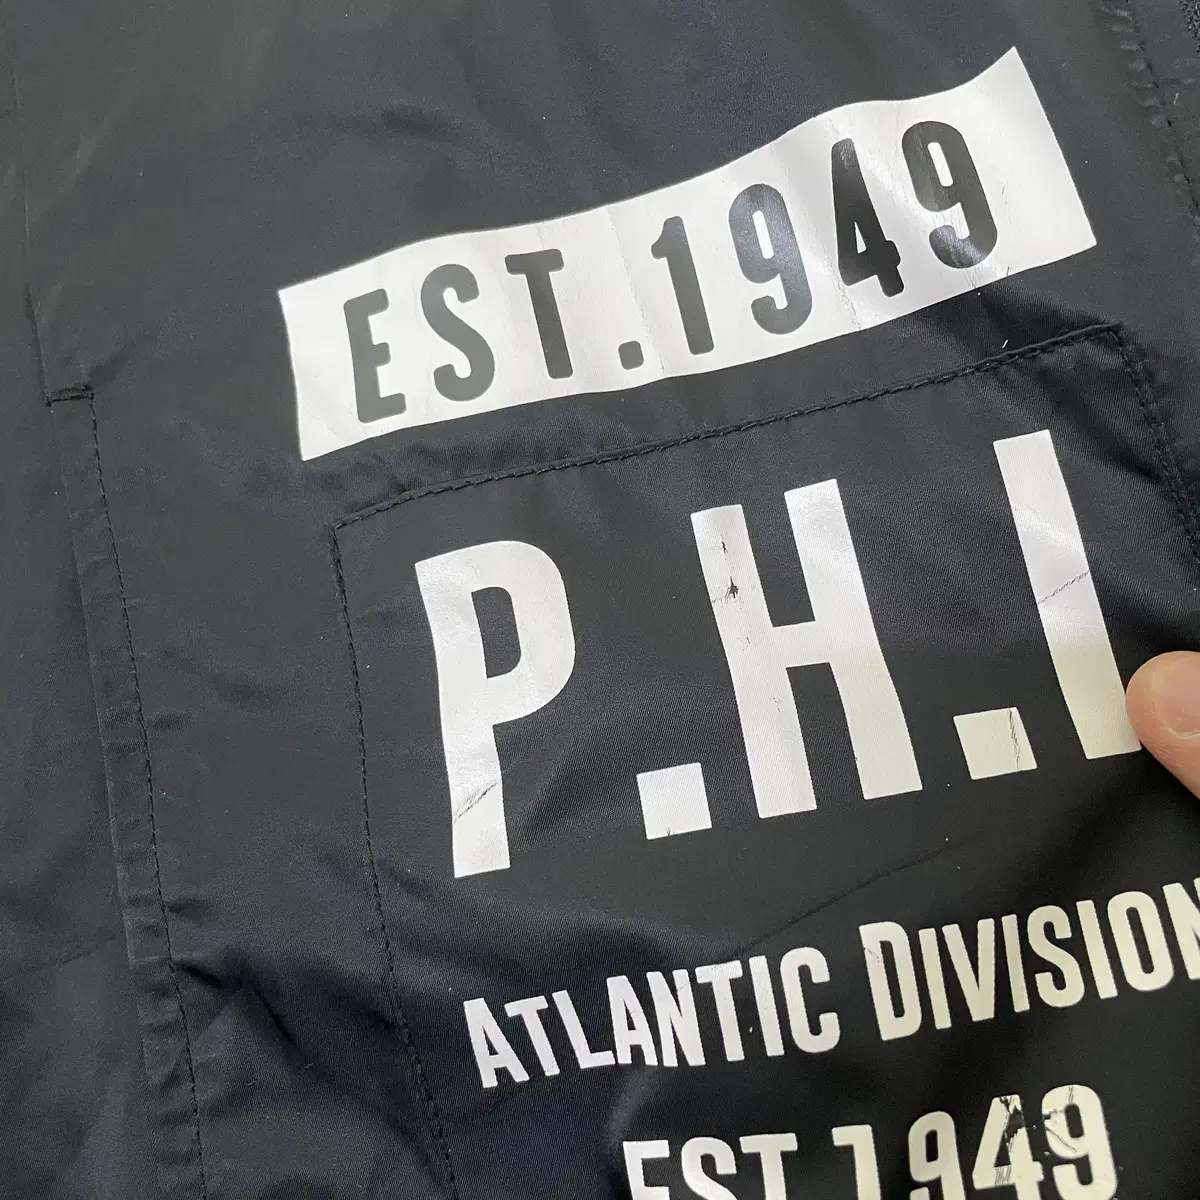 EST.1949
P.H.I
ATLANTIC DIVISION
EST.1949